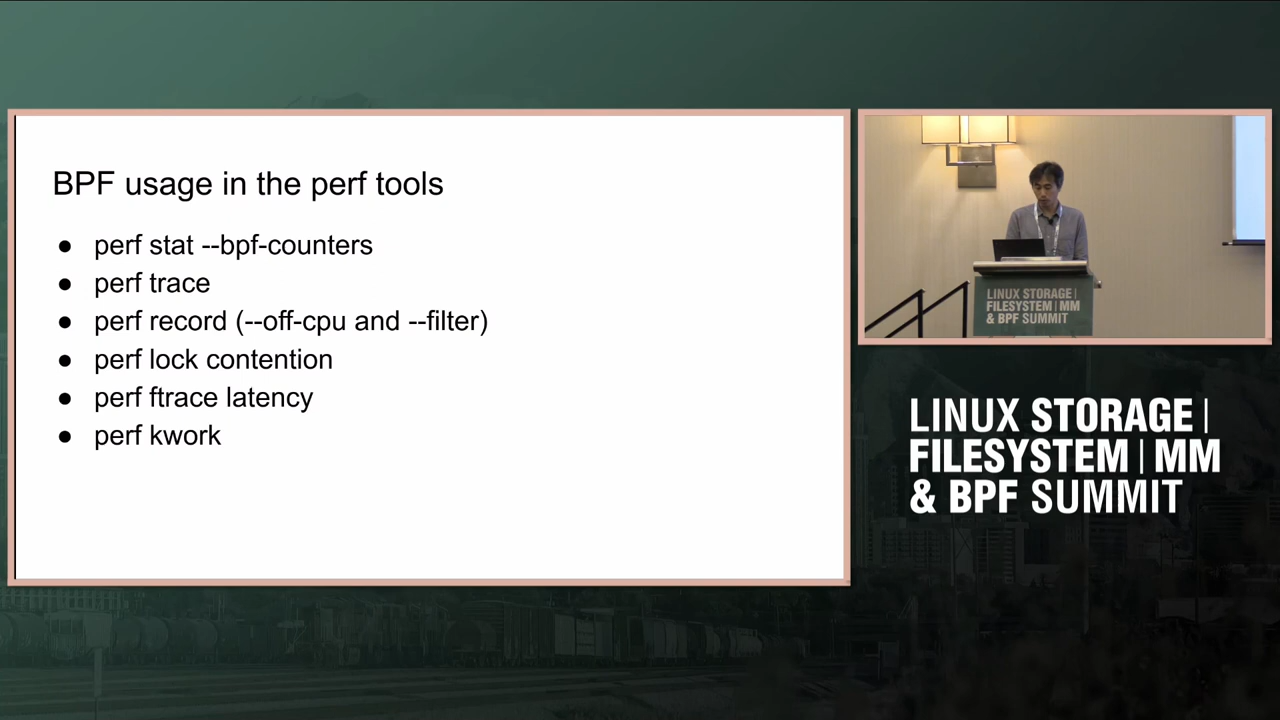 BPF usage in the perf tools
● perf stat --bpf-counters
● perf trace
● perf record (--off-cpu and --filter)
● perf lock contention
● perf ftrace latency
● perf kwork
LINUX STORAGE |
FILESYSTEM | MM
& BPF SUMMIT
LINUX STORAGE |
FILESYSTEM | MM
& BPF SUMMIT